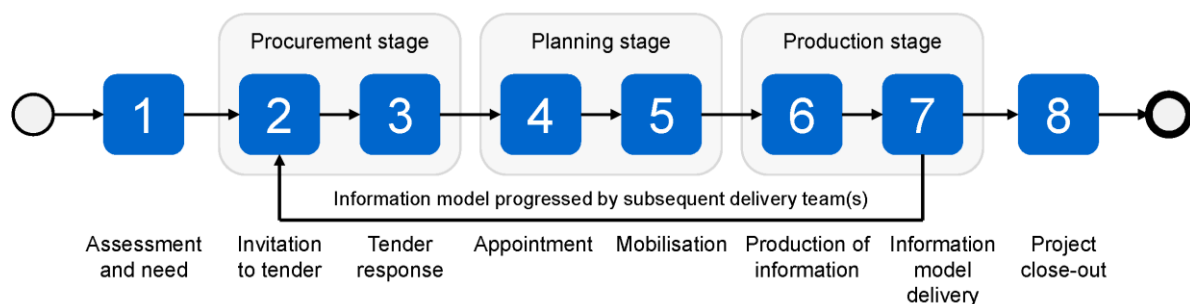 Procurement stage
Planning stage
Production stage
1
2
3
4
5
6
7
8
Information model progressed by subsequent delivery team(s)
Assessment
and need
Invitation
to tender
Tender
response
Appointment
Mobilisation
Production of
information
Information
model
delivery
Project
close-out